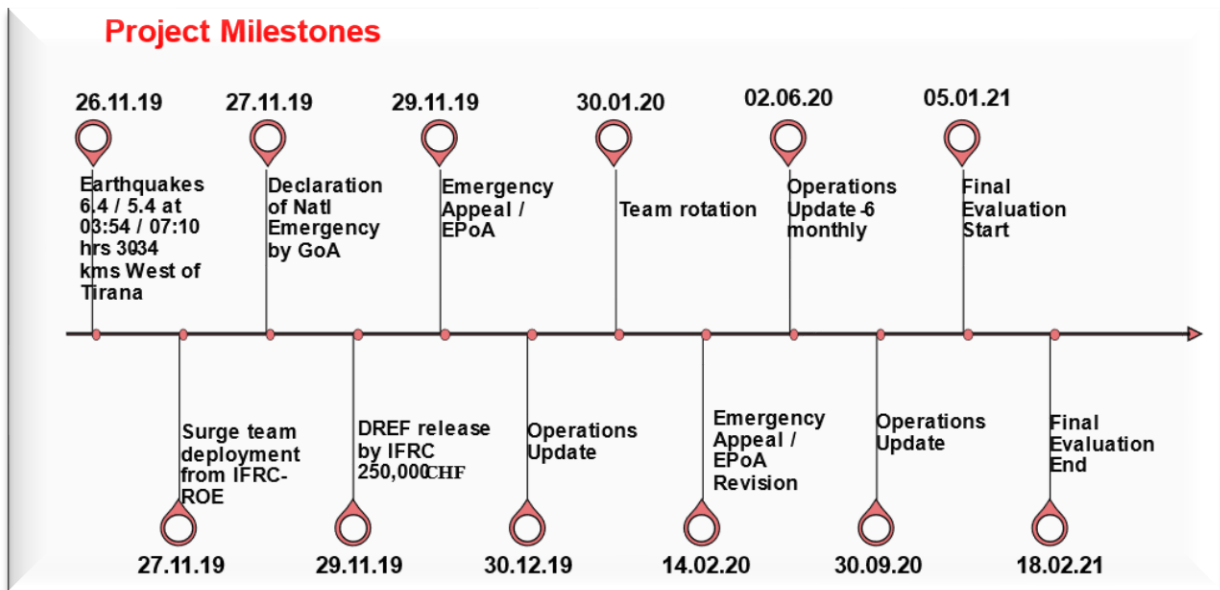 Project Milestones
26.11.19
27.11.19
29.11.19
30.01.20
02.06.20
05.01.21
Earthquakes
6.4 / 5.4 at
03:54 / 07:10
hrs 30-34
kms West of
Tirana
Declaration
of Natl
Emergency
by GoA
Emergency
Appeal /
EPoA
Team rotation
Operations
Update -6
monthly
Final
Evaluation
Start
Surge team
deployment
from IFRC-
ROE
DREF release
by IFRC
250,000CHF
Operations
Update
Emergency
Appeal /
EPoA
Revision
Operations
Update
Final
Evaluation
End
27.11.19
29.11.19
30.12.19
14.02.20
30.09.20
18.02.21